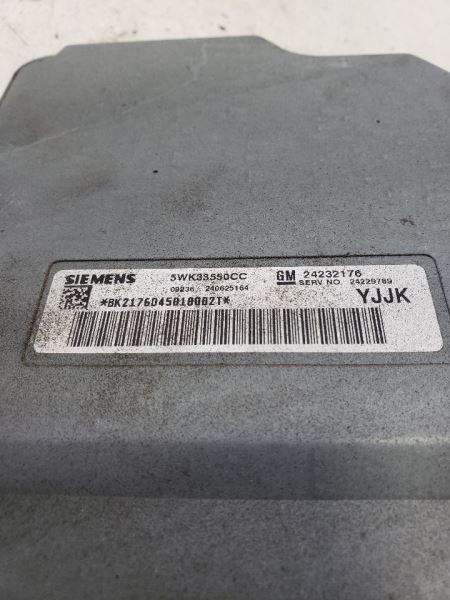 SIEMENS 5WK33550CC GM 24232176
09236 240625164 SERV NO. 24229789
*BK2176D4501800ZT* YJJK